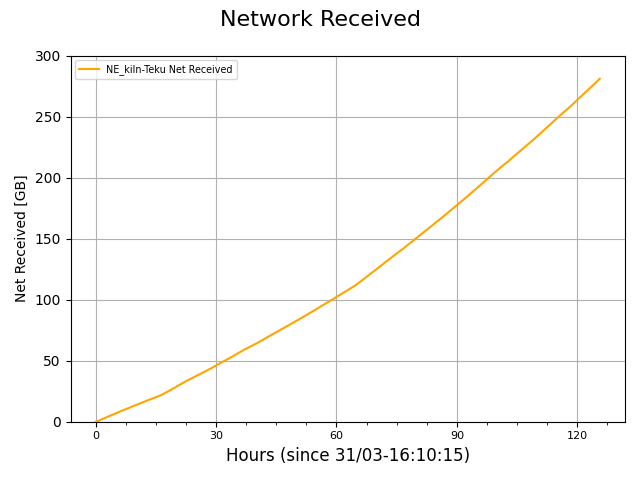 Network Received
300
NE_kiln-Teku Net Received
250
200
150
100
50
0
Net Received [GB]
0 30 60 90 120
Hours (since 31/03-16:10:15)